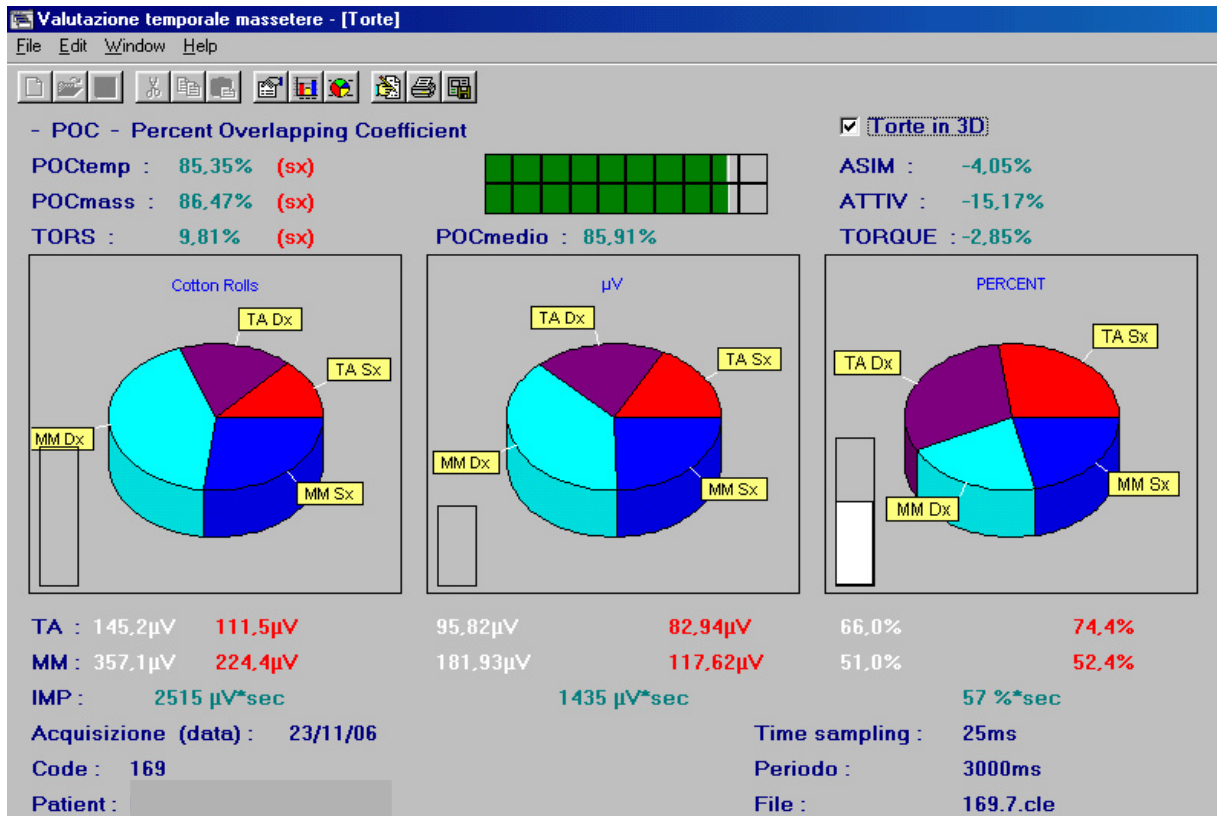 Valutazione temporale massetere - [Torte]
File Edit Window Help
- POC - Percent Overlapping Coefficient
Torte in 3D
POCtemp : 85,35% (sx)
ASIM : -4,05%
POCmass : 86,47% (sx)
ATTIV : -15,17%
TORS : 9,81% (sx)
POCmedio : 85,91%
TORQUE : -2,85%
Cotton Rolls
TA Dx
TA Sx
MM Dx
MM Sx
µV
TA Dx
TA Sx
MM Dx
MM Sx
PERCENT
TA Sx
TA Dx
MM Sx
MM Dx
TA : 145,2µV 111,5µV 95,82µV 82,94µV 66,0% 74,4%
MM : 357,1µV 224,4µV 181,93µV 117,62µV 51,0% 52,4%
IMP : 2515 µV*sec 1435 µV*sec 57 %*sec
Acquisizione (data) : 23/11/06
Time sampling : 25ms
Code : 169
Periodo : 3000ms
Patient :
File : 169.7.cle